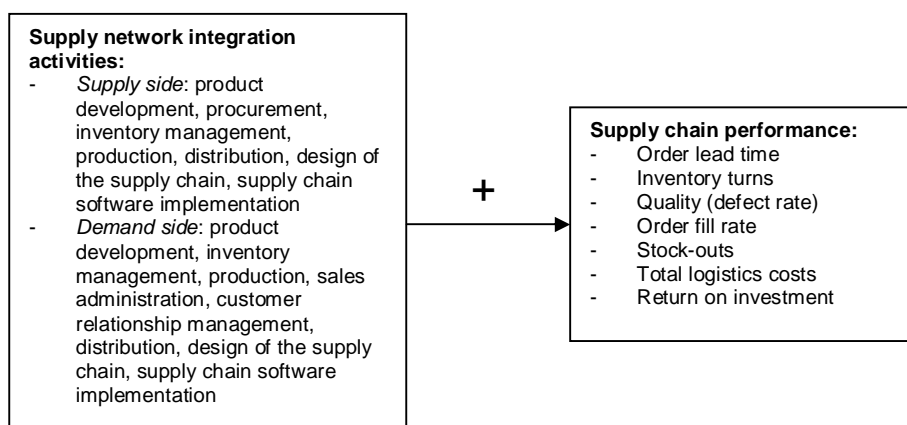 Supply network integration
activities:
- Supply side: product
development, procurement,
inventory management,
production, distribution, design of
the supply chain, supply chain
software implementation
- Demand side: product
development, inventory
management, production, sales
administration, customer
relationship management,
distribution, design of the supply
chain, supply chain software
implementation
+
Supply chain performance:
- Order lead time
- Inventory turns
- Quality (defect rate)
- Order fill rate
- Stock-outs
- Total logistics costs
- Return on investment